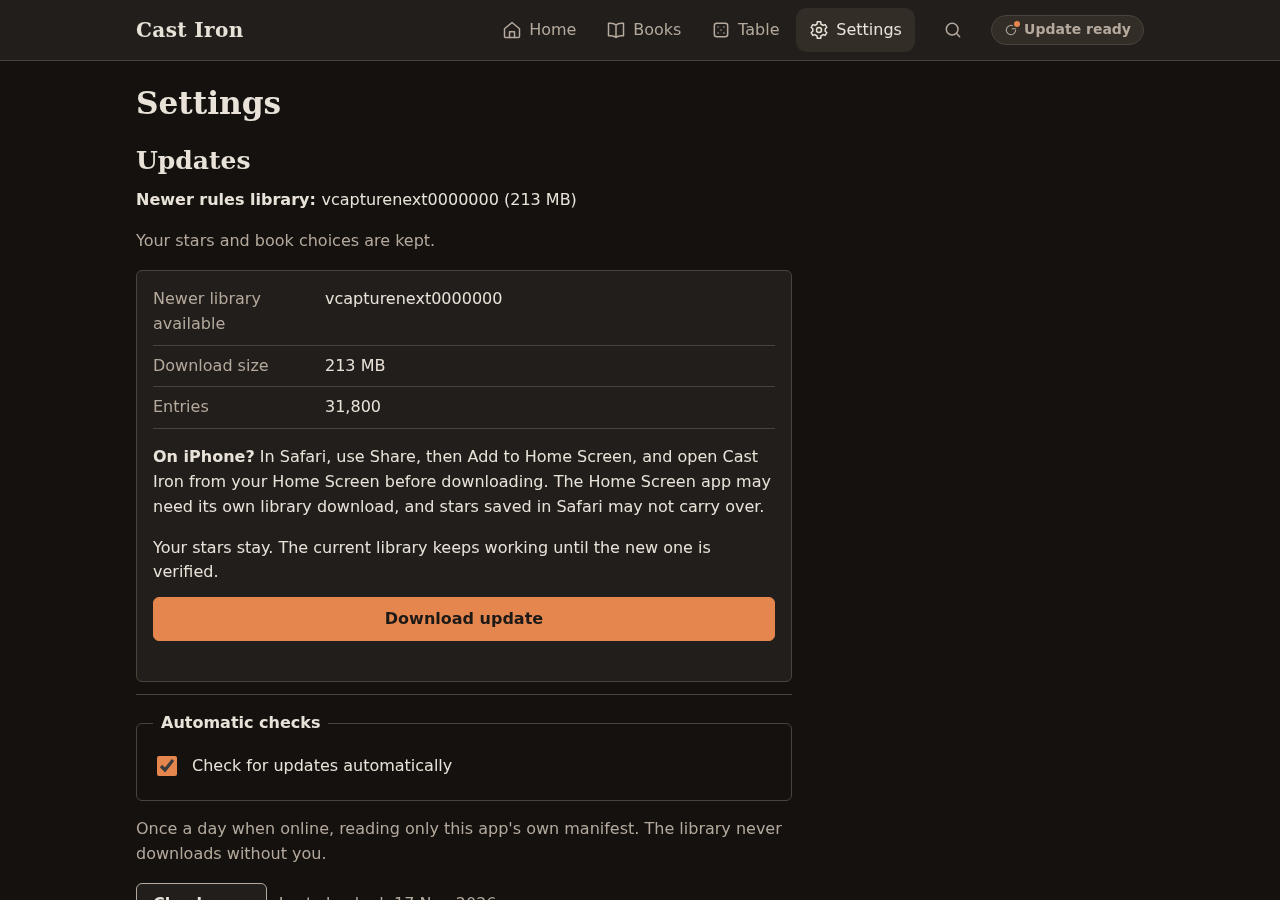 Cast Iron
Home
Books
Table
Settings
Update ready
Settings
Updates
Newer rules library: vcapturenext0000000 (213 MB)
Your stars and book choices are kept.
Newer library available
vcapturenext0000000
Download size
213 MB
Entries
31,800
On iPhone? In Safari, use Share, then Add to Home Screen, and open Cast
Iron from your Home Screen before downloading. The Home Screen app may
need its own library download, and stars saved in Safari may not carry over.
Your stars stay. The current library keeps working until the new one is
verified.
Download update
Automatic checks
Check for updates automatically
Once a day when online, reading only this app's own manifest. The library never
downloads without you.